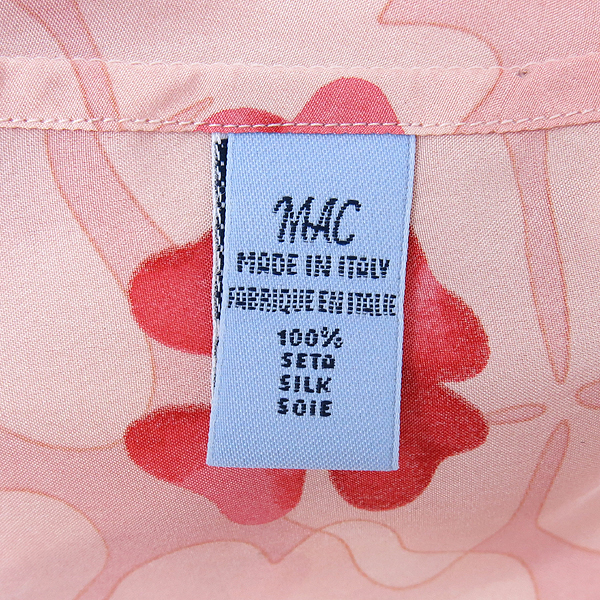 MAC
MADE IN ITALY
FABRIQUE EN ITALIE
100%
SETA
SILK
SOIE